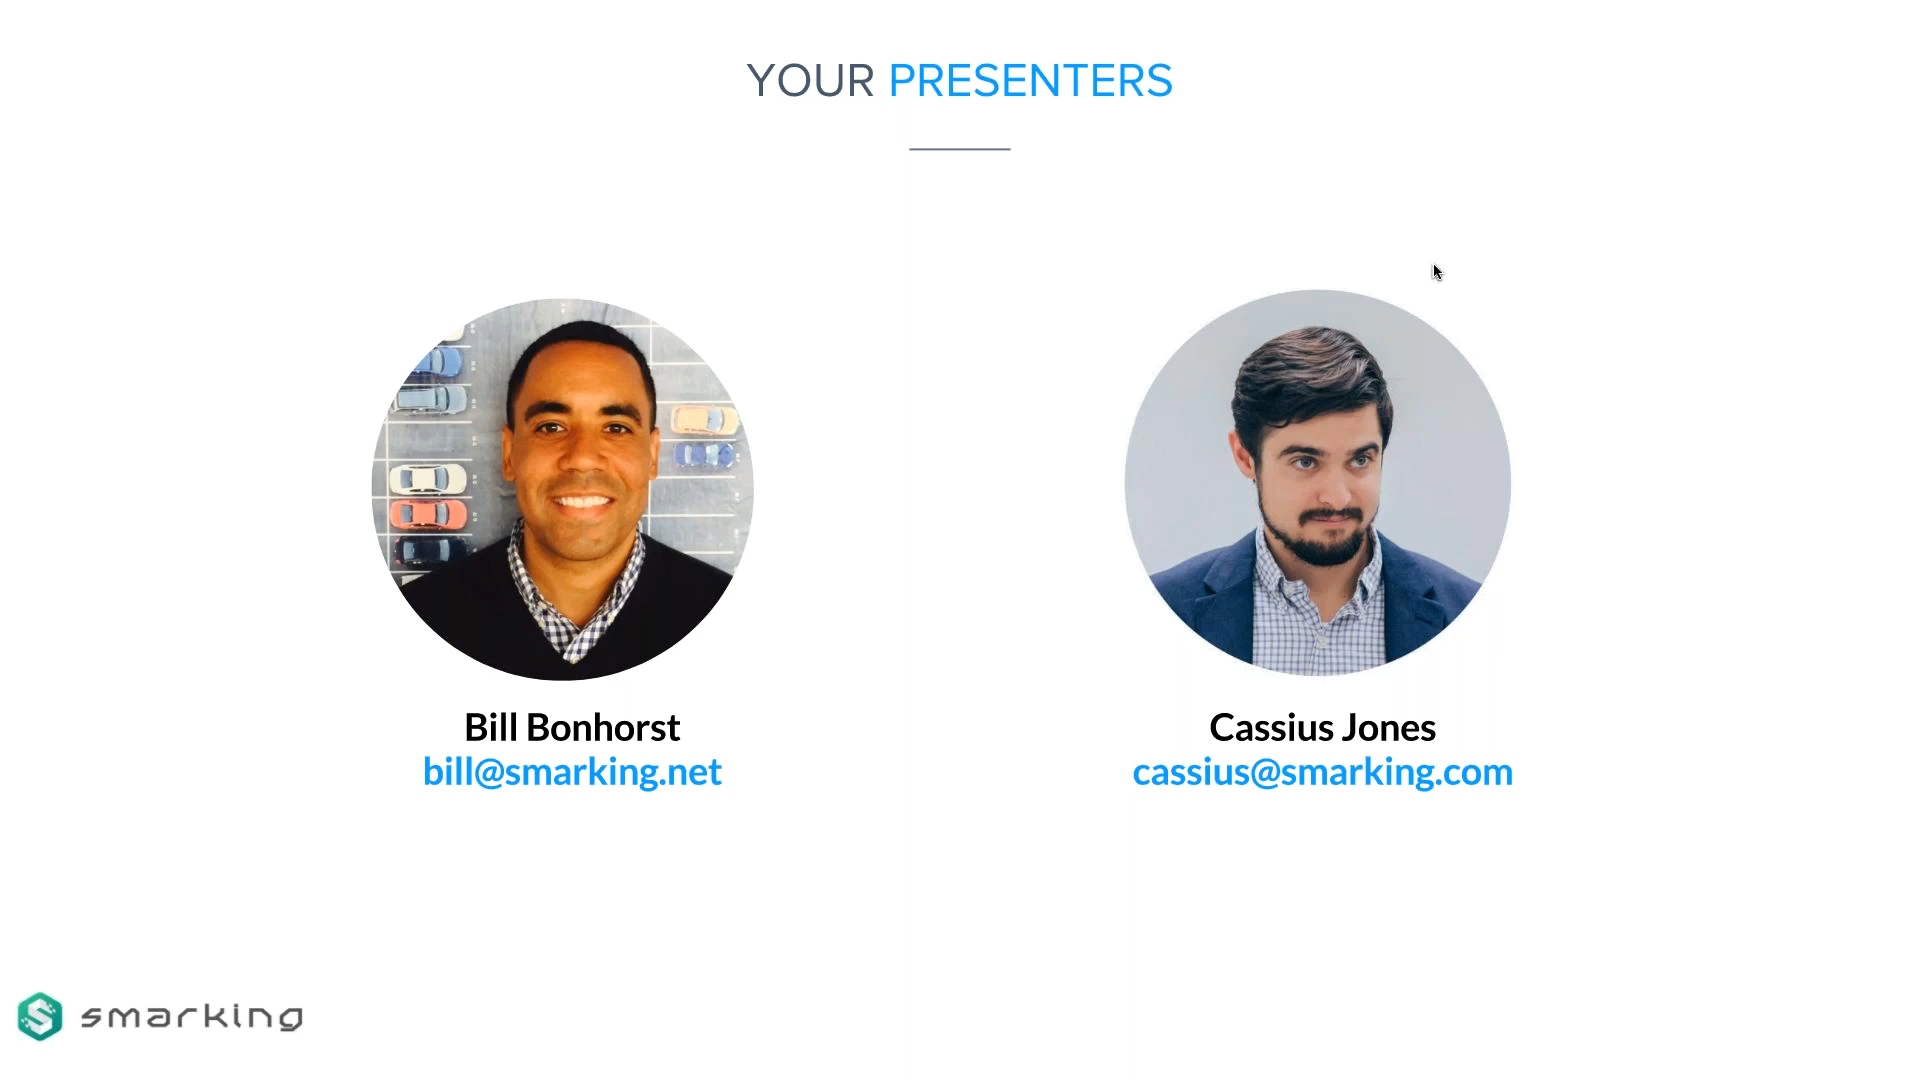 YOUR PRESENTERS
Bill Bonhorst
bill@smarking.net
Cassius Jones
cassius@smarking.com
smarking